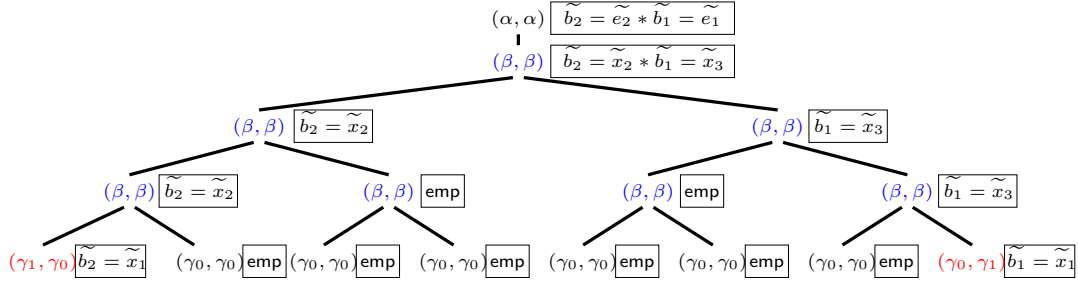 (α, α) b̃₂ = ẽ₂ ∗ b̃₁ = ẽ₁
(β, β) b̃₂ = x̃₂ ∗ b̃₁ = x̃₃
(β, β) b̃₂ = x̃₂ (β, β) b̃₁ = x̃₃
(β, β) b̃₂ = x̃₂ (β, β) emp (β, β) emp (β, β) b̃₁ = x̃₃
(γ₁, γ₀) b̃₂ = x̃₁ (γ₀, γ₀) emp (γ₀, γ₀) emp (γ₀, γ₀) emp (γ₀, γ₀) emp (γ₀, γ₀) emp (γ₀, γ₀) emp (γ₀, γ₁) b̃₁ = x̃₁